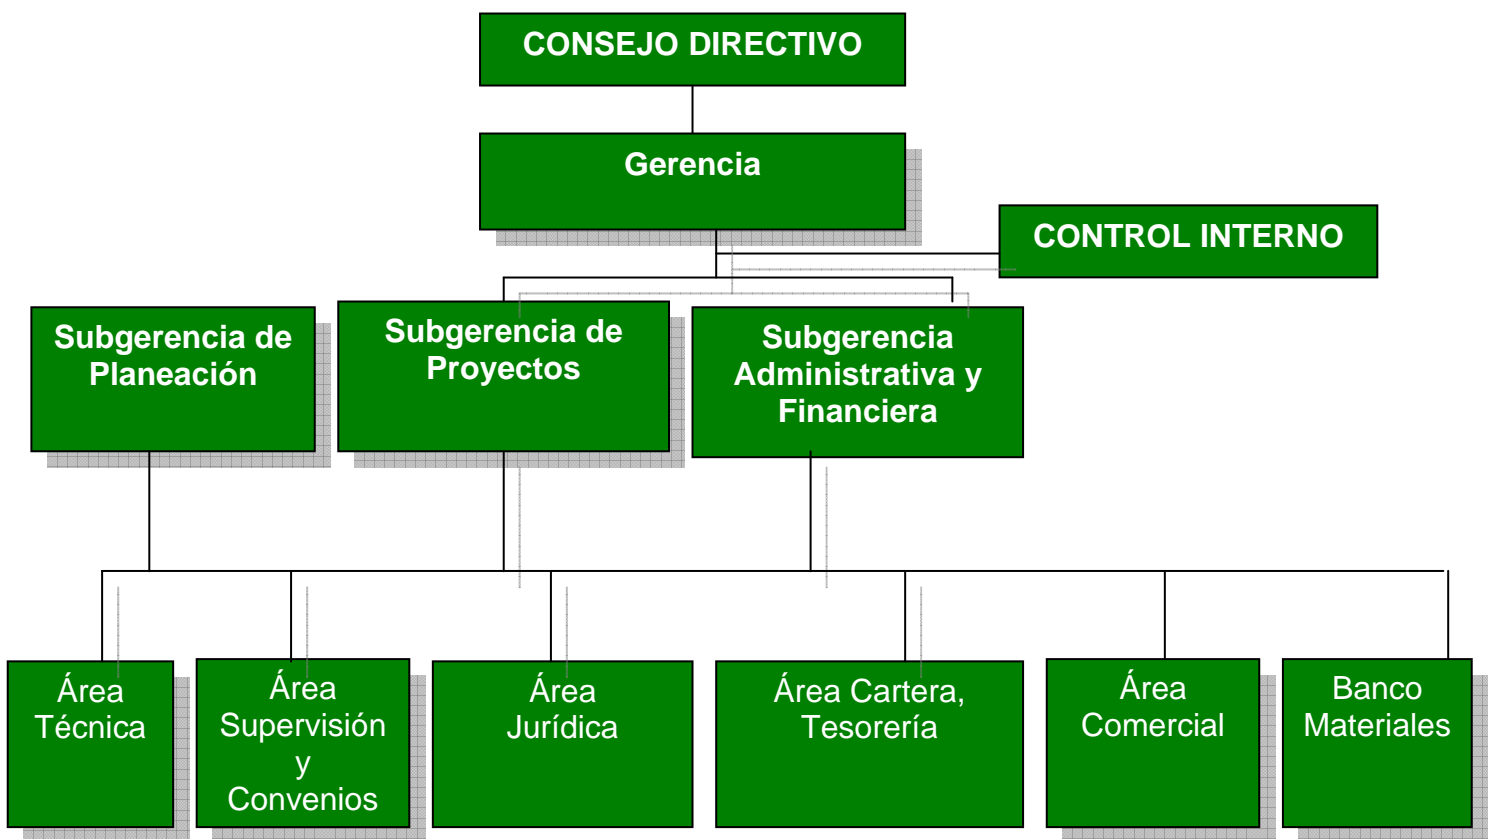 CONSEJO DIRECTIVO
Gerencia
CONTROL INTERNO
Subgerencia de
Planeación
Subgerencia de
Proyectos
Subgerencia
Administrativa y
Financiera
Área
Técnica
Área
Supervisión
y
Convenios
Área
Jurídica
Área Cartera,
Tesorería
Área
Comercial
Banco
Materiales